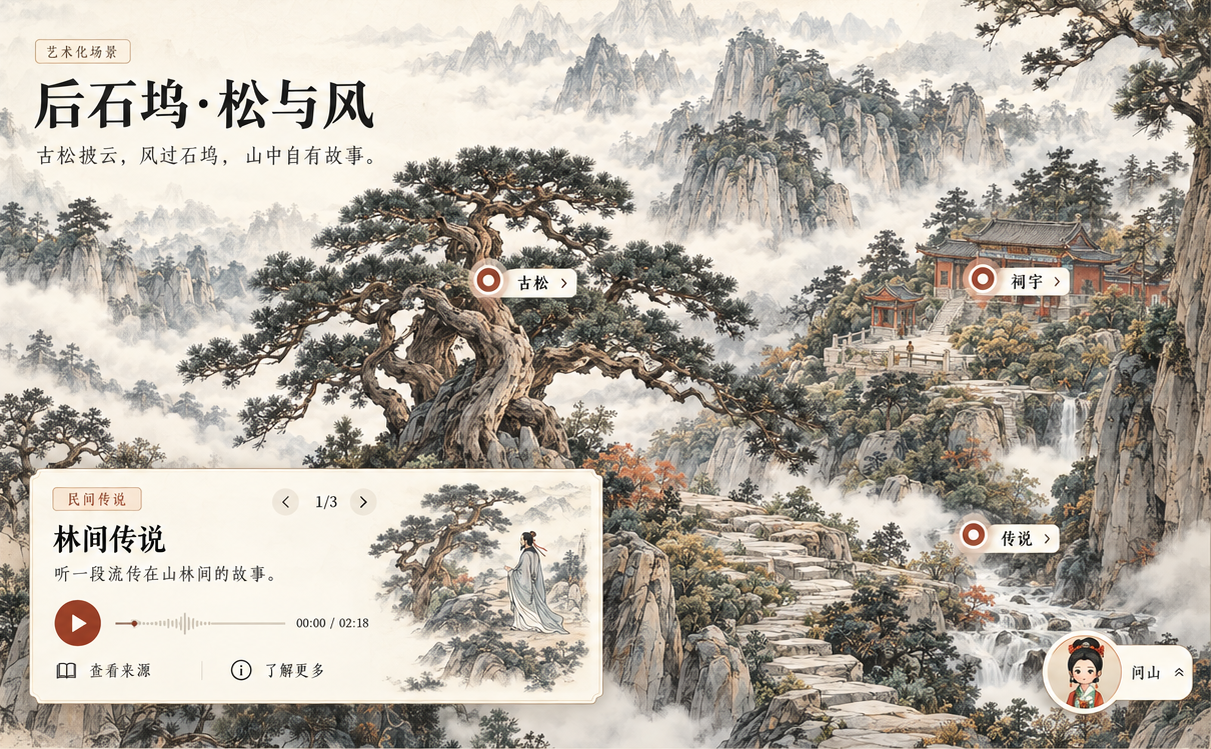 艺术化场景
后石坞·松与风
古松披云，风过石坞，山中自有故事。
古松
祠宇
民间传说
1/3
林间传说
听一段流传在山林间的故事。
00:00 / 02:18
查看来源
了解更多
传说
问山